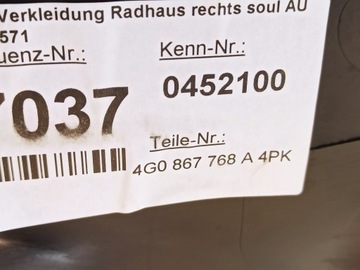 Verkleidung Radhaus rechts soul AU
571
uenz-Nr.:
Kenn-Nr.:
7037
0452100
Teile-Nr.:
4G0 867 768 A 4PK